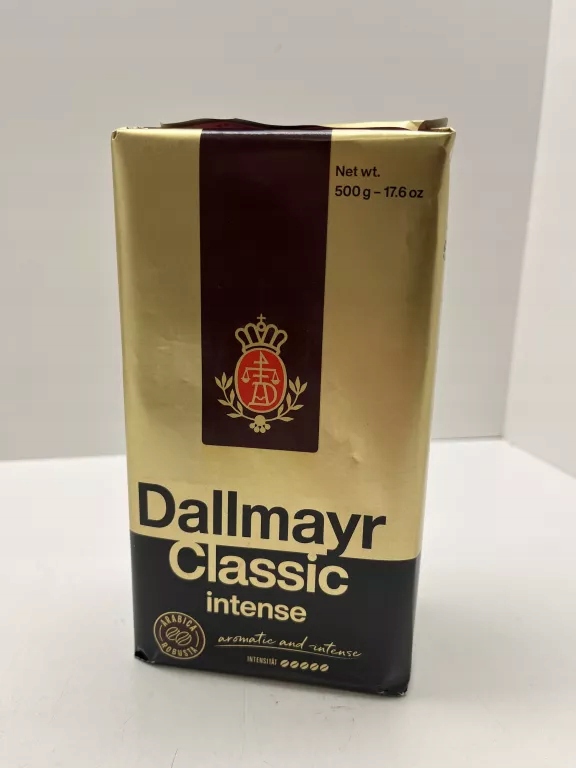 Net wt.
500 g – 17.6 oz
Dallmayr
Classic
intense
ARABICA
ROBUSTA
aromatic and intense
INTENSITÄT